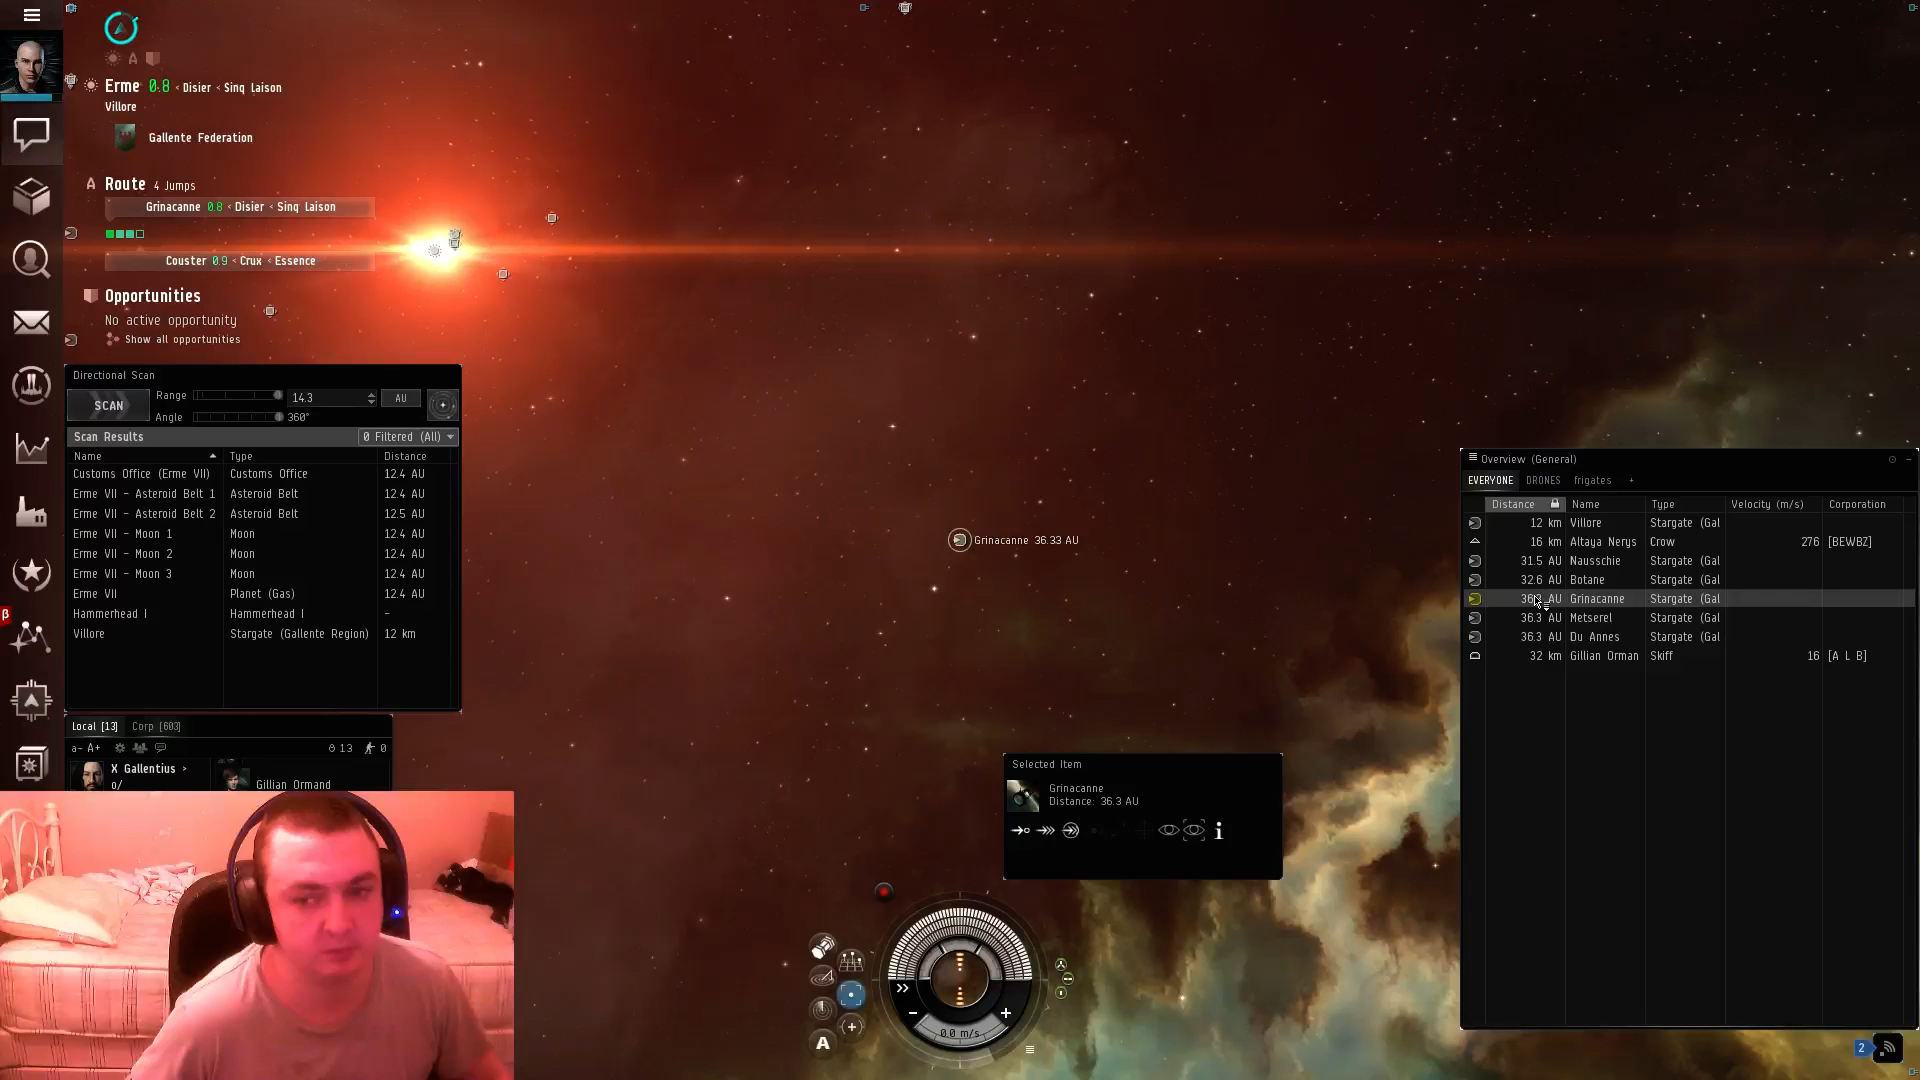 Erme 0.8 < Disier < Sinq Laison
Villore
Gallente Federation
A Route 4 Jumps
Grinacanne 0.8 < Disier < Sinq Laison
Couster 0.9 < Crux < Essence
Opportunities
No active opportunity
Show all opportunities
Directional Scan
SCAN
Range 14.3 AU
Angle 360°
Scan Results 0 Filtered (All)
Name Type Distance
Customs Office (Erme VII) Customs Office 12.4 AU
Erme VII - Asteroid Belt 1 Asteroid Belt 12.4 AU
Erme VII - Asteroid Belt 2 Asteroid Belt 12.5 AU
Erme VII - Moon 1 Moon 12.4 AU
Erme VII - Moon 2 Moon 12.4 AU
Erme VII - Moon 3 Moon 12.4 AU
Erme VII Planet (Gas) 12.4 AU
Hammerhead I Hammerhead I -
Villore Stargate (Gallente Region) 12 km
β
Local [13] Corp [603]
a- A+ 13 0
X Gallentius >
o/
Gillian Ormand
Grinacanne 36.33 AU
Selected Item
Grinacanne
Distance: 36.3 AU
i
A
>>
- +
0.0 m/s
Overview (General)
EVERYONE DRONES frigates +
Distance Name Type Velocity (m/s) Corporation
12 km Villore Stargate (Gal
16 km Altaya Nerys Crow 276 [BEWBZ]
31.5 AU Nausschie Stargate (Gal
32.6 AU Botane Stargate (Gal
AU Grinacanne Stargate (Gal
36.3 AU Metserel Stargate (Gal
36.3 AU Du Annes Stargate (Gal
32 km Gillian Orman Skiff 16 [A L B]
2